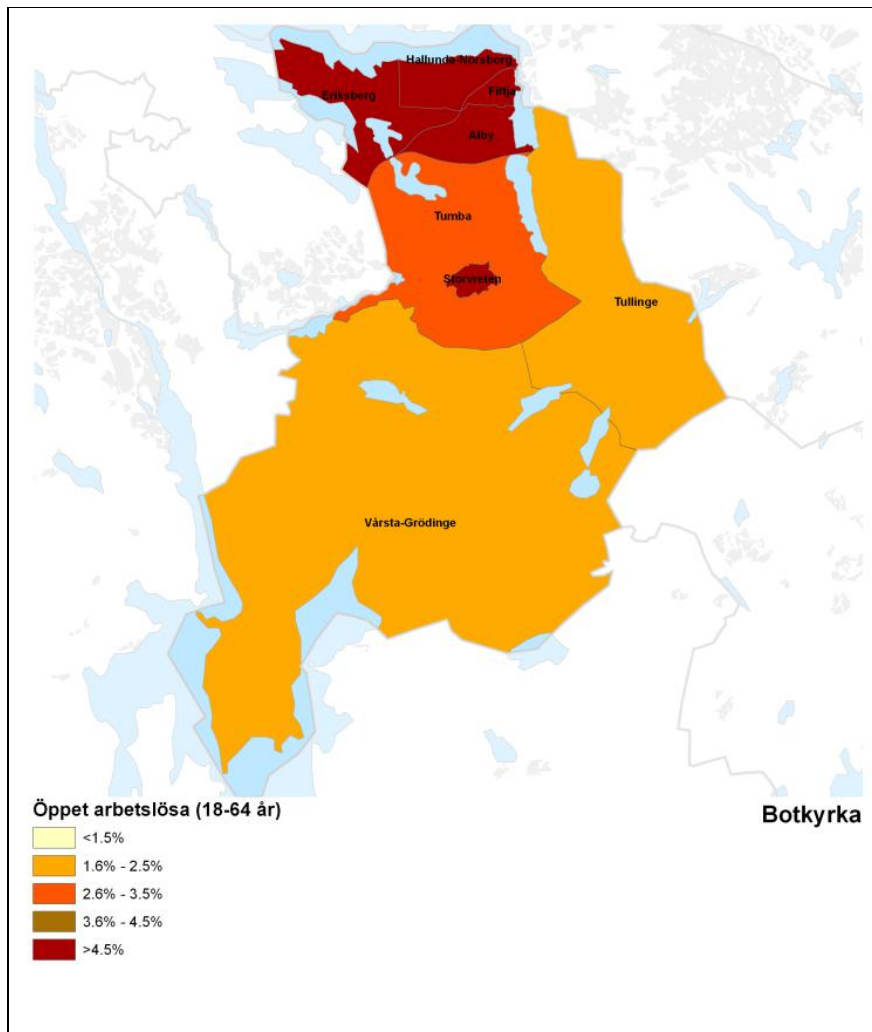 Hallunda-Norsborg
Eriksberg
Fittja
Alby
Tumba
Storvreten
Tullinge
Vårsta-Grödinge
Öppet arbetslösa (18-64 år)
Botkyrka
<1.5%
1.6% - 2.5%
2.6% - 3.5%
3.6% - 4.5%
>4.5%